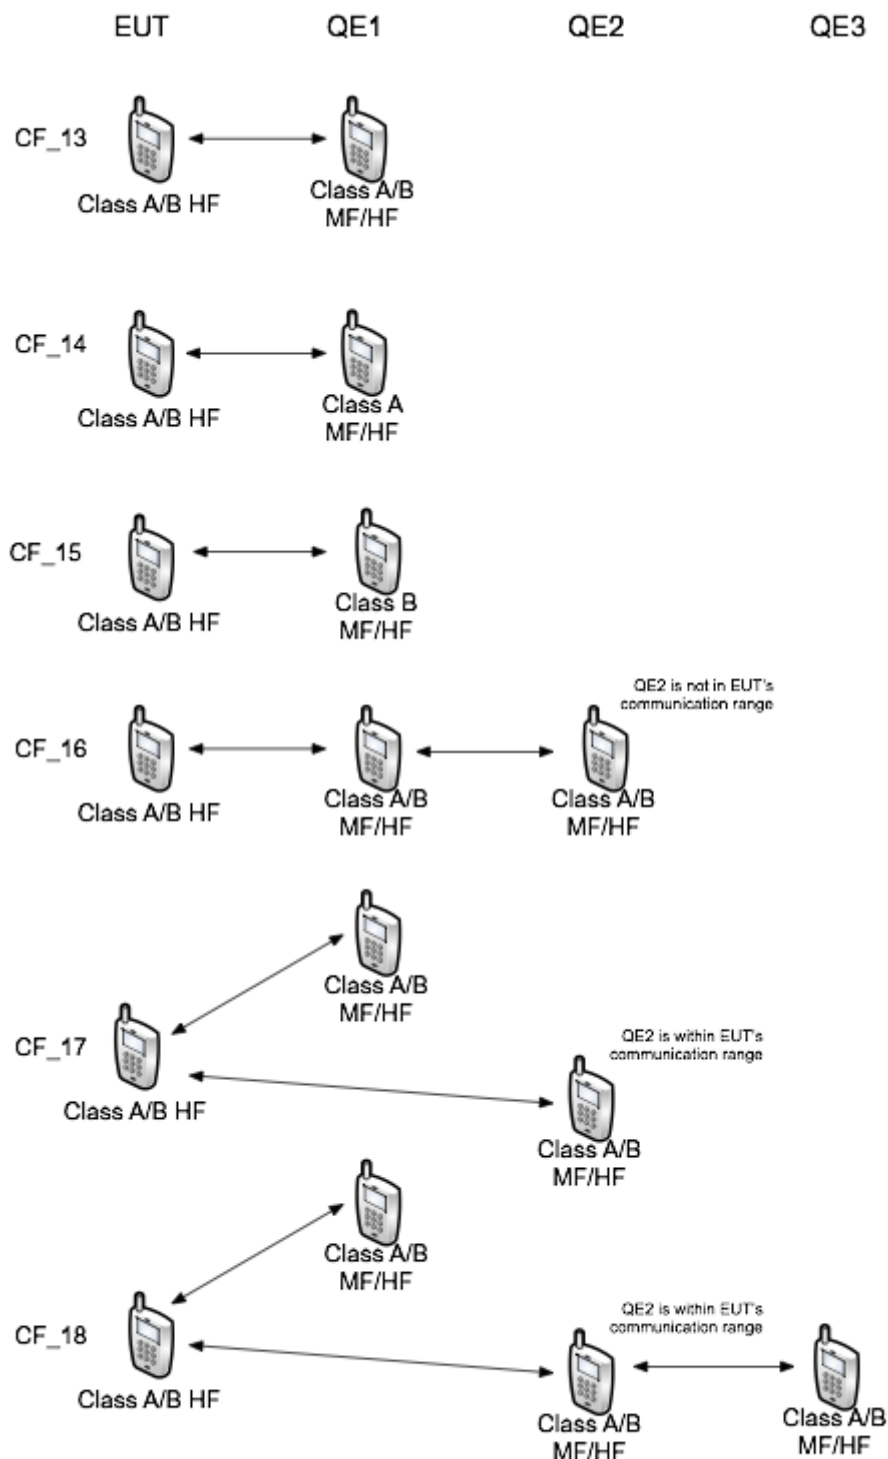 EUT QE1 QE2 QE3
CF_13
Class A/B HF
Class A/B
MF/HF
CF_14
Class A/B HF
Class A
MF/HF
CF_15
Class A/B HF
Class B
MF/HF
QE2 is not in EUT's
communication range
CF_16
Class A/B HF
Class A/B
MF/HF
Class A/B
MF/HF
Class A/B
MF/HF
CF_17
Class A/B HF
QE2 is within EUT's
communication range
Class A/B
MF/HF
Class A/B
MF/HF
CF_18
Class A/B HF
QE2 is within EUT's
communication range
Class A/B
MF/HF
Class A/B
MF/HF